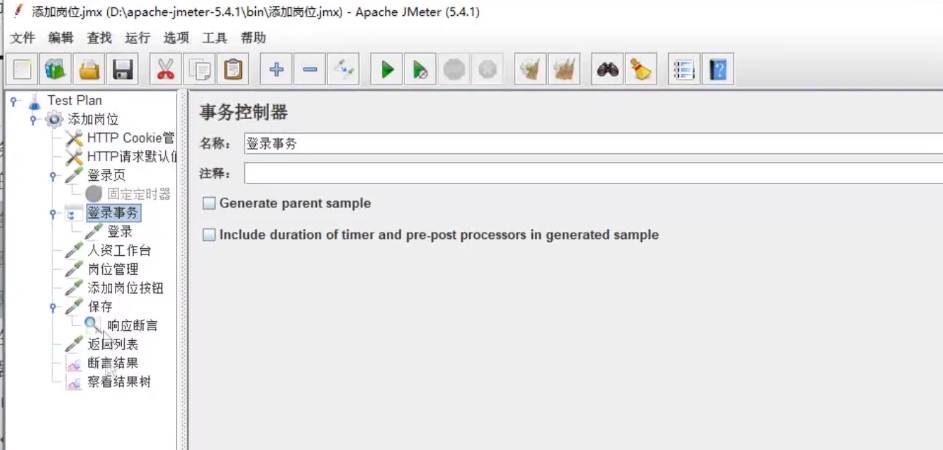 添加岗位.jmx (D:\apache-jmeter-5.4.1\bin\添加岗位.jmx) - Apache JMeter (5.4.1)
文件 编辑 查找 运行 选项 工具 帮助
Test Plan
添加岗位
HTTP Cookie管
HTTP请求默认值
登录页
固定定时器
登录事务
登录
人资工作台
岗位管理
添加岗位按钮
保存
响应断言
返回列表
断言结果
察看结果树
事务控制器
名称： 登录事务
注释：
Generate parent sample
Include duration of timer and pre-post processors in generated sample